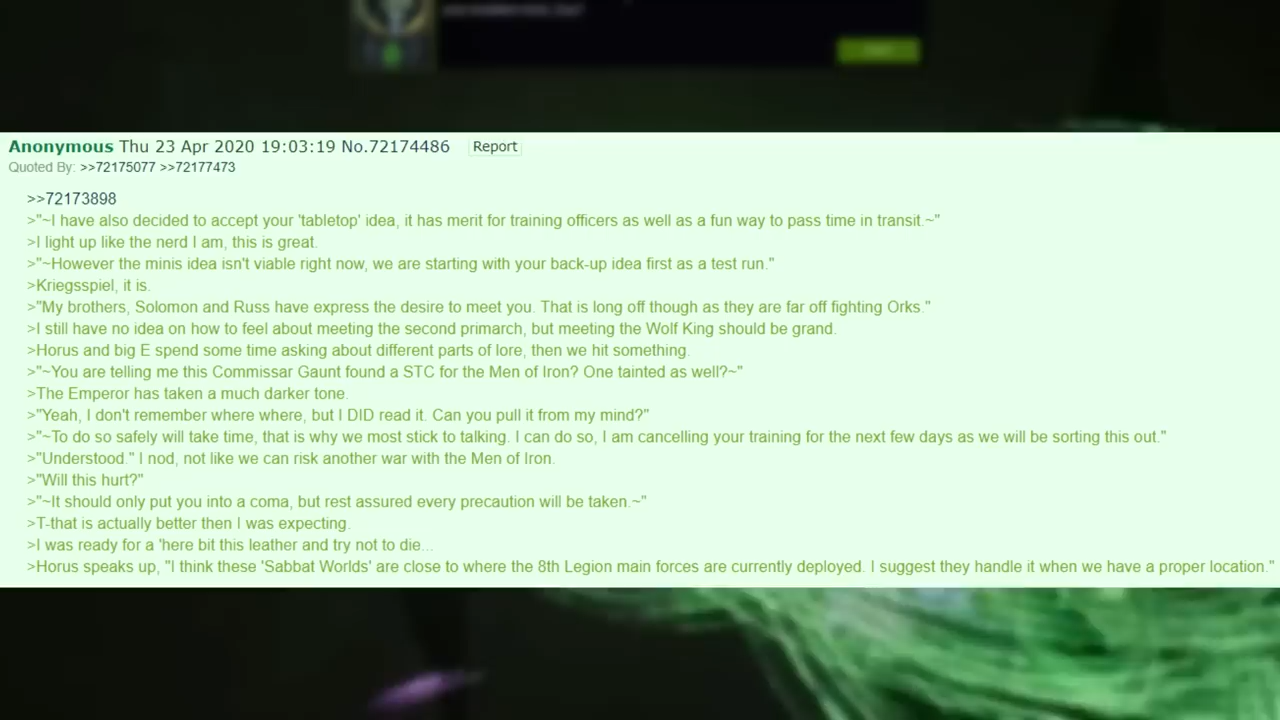 Anonymous Thu 23 Apr 2020 19:03:19 No.72174486 Report
Quoted By: >>72175077 >>72177473
>>72173898
>"~I have also decided to accept your 'tabletop' idea, it has merit for training officers as well as a fun way to pass time in transit.~"
>I light up like the nerd I am, this is great.
>"~However the minis idea isn't viable right now, we are starting with your back-up idea first as a test run."
>Kriegsspiel, it is.
>"My brothers, Solomon and Russ have express the desire to meet you. That is long off though as they are far off fighting Orks."
>I still have no idea on how to feel about meeting the second primarch, but meeting the Wolf King should be grand.
>Horus and big E spend some time asking about different parts of lore, then we hit something.
>"~You are telling me this Commissar Gaunt found a STC for the Men of Iron? One tainted as well?~"
>The Emperor has taken a much darker tone.
>"Yeah, I don't remember where where, but I DID read it. Can you pull it from my mind?"
>"~To do so safely will take time, that is why we most stick to talking. I can do so, I am cancelling your training for the next few days as we will be sorting this out."
>"Understood." I nod, not like we can risk another war with the Men of Iron.
>"Will this hurt?"
>"~It should only put you into a coma, but rest assured every precaution will be taken.~"
>T-that is actually better then I was expecting.
>I was ready for a 'here bit this leather and try not to die...
>Horus speaks up, "I think these 'Sabbat Worlds' are close to where the 8th Legion main forces are currently deployed. I suggest they handle it when we have a proper location."